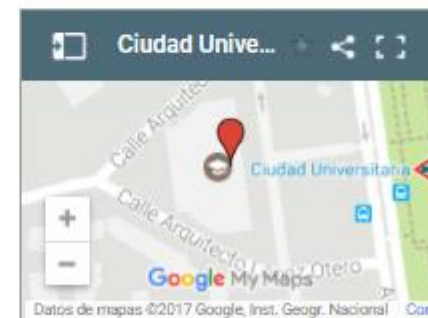 Ciudad Unive...
Calle Arquitecto
Ciudad Universitaria
Calle Arquitecto
Otero
+
−
Google My Maps
Datos de mapas ©2017 Google, Inst. Geogr. Nacional